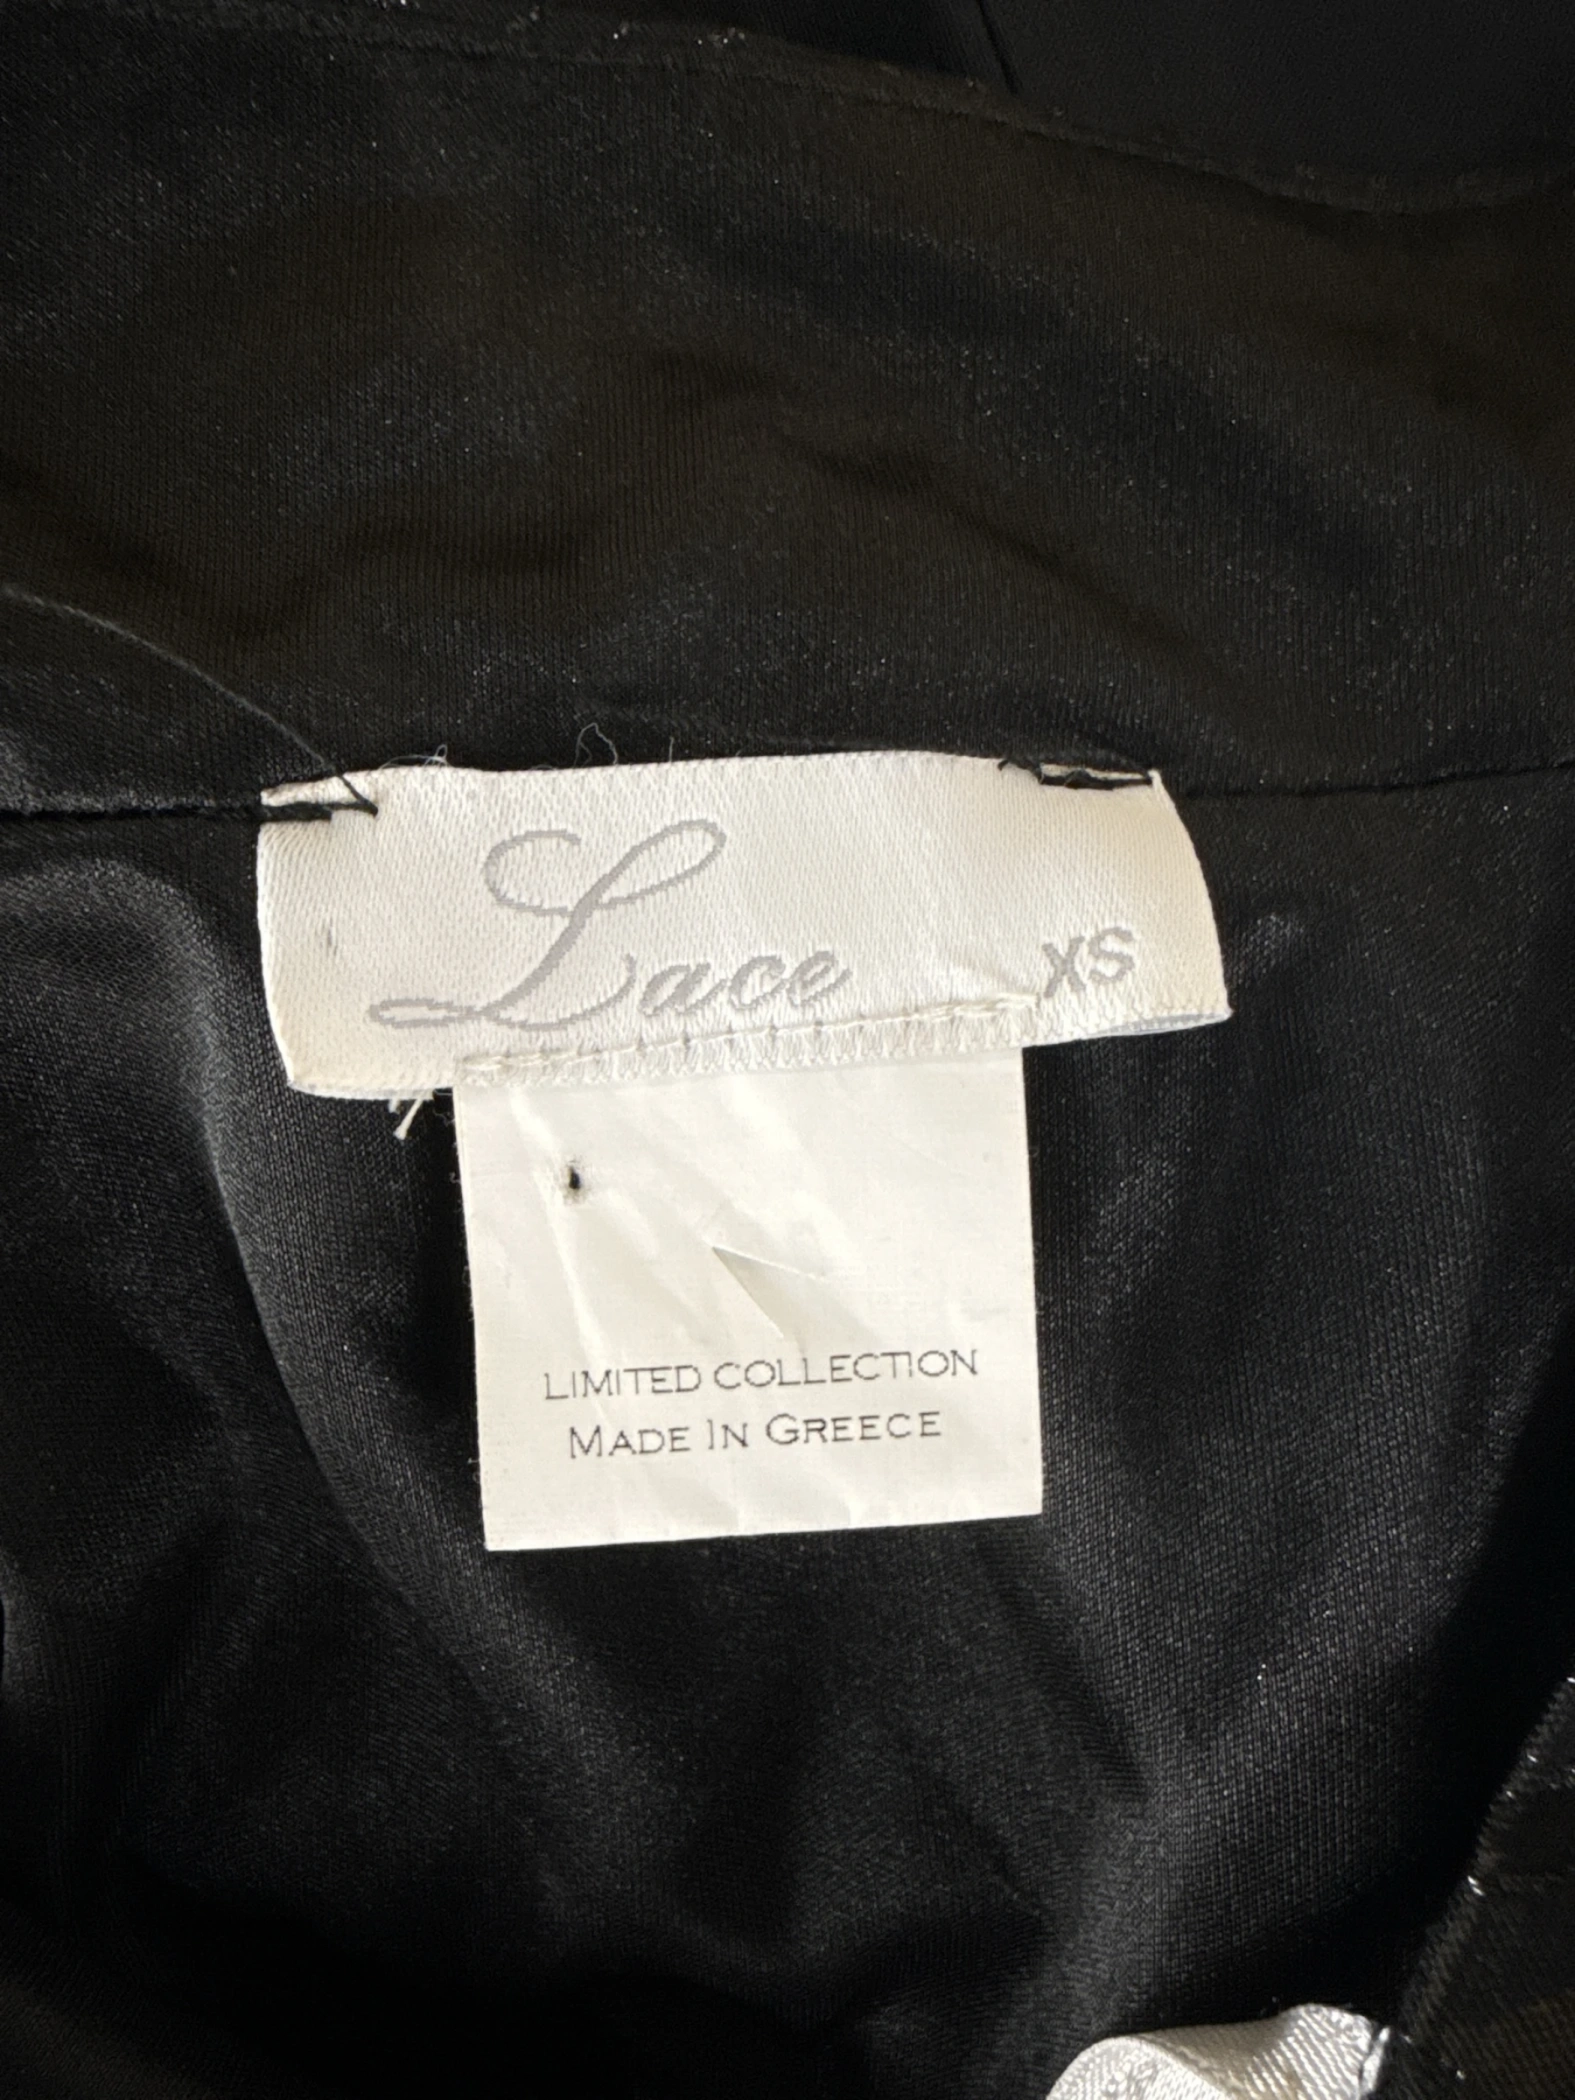 Lace XS
LIMITED COLLECTION
MADE IN GREECE